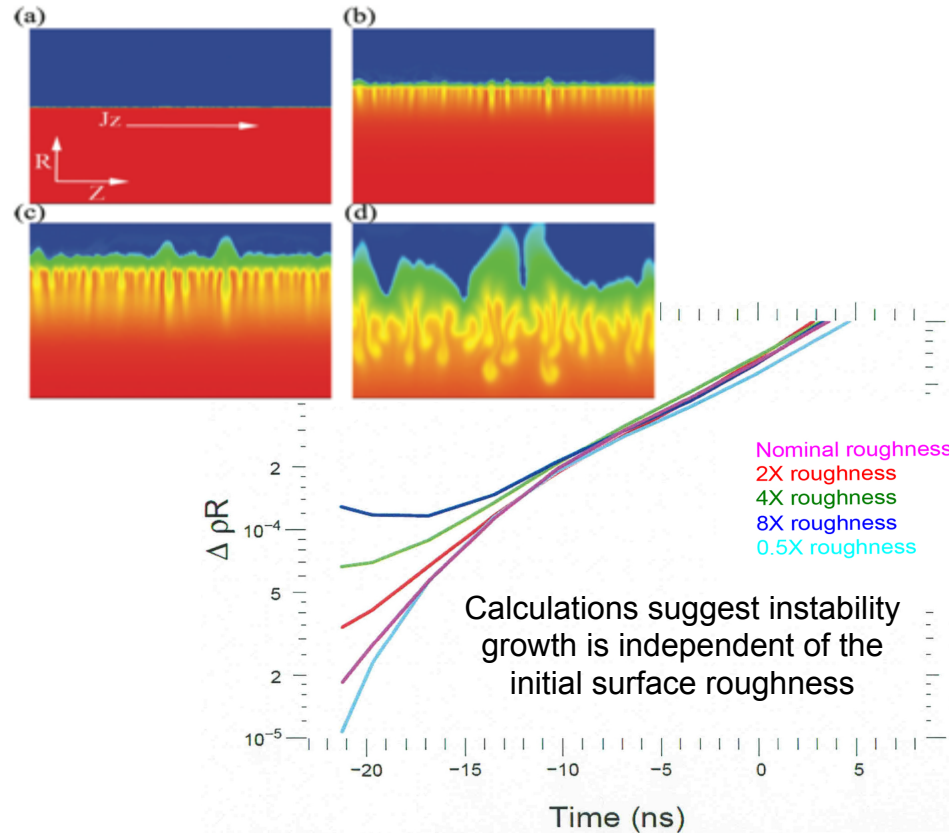 (a)
(b)
Jz
R
Z
(c)
(d)
Nominal roughness
2X roughness
4X roughness
8X roughness
0.5X roughness
2
10⁻⁴
5
2
10⁻⁵
Δ ρR
Calculations suggest instability
growth is independent of the
initial surface roughness
−20 −15 −10 −5 0 5
Time (ns)